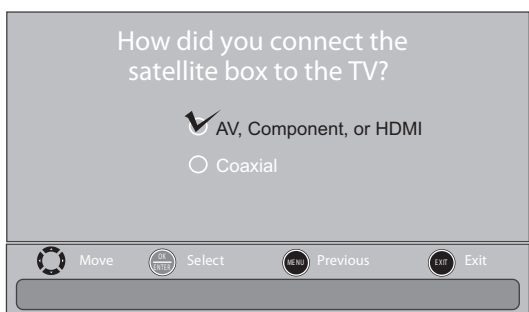 How did you connect the
satellite box to the TV?
AV, Component, or HDMI
Coaxial
Move OK ENTER Select MENU Previous EXIT Exit